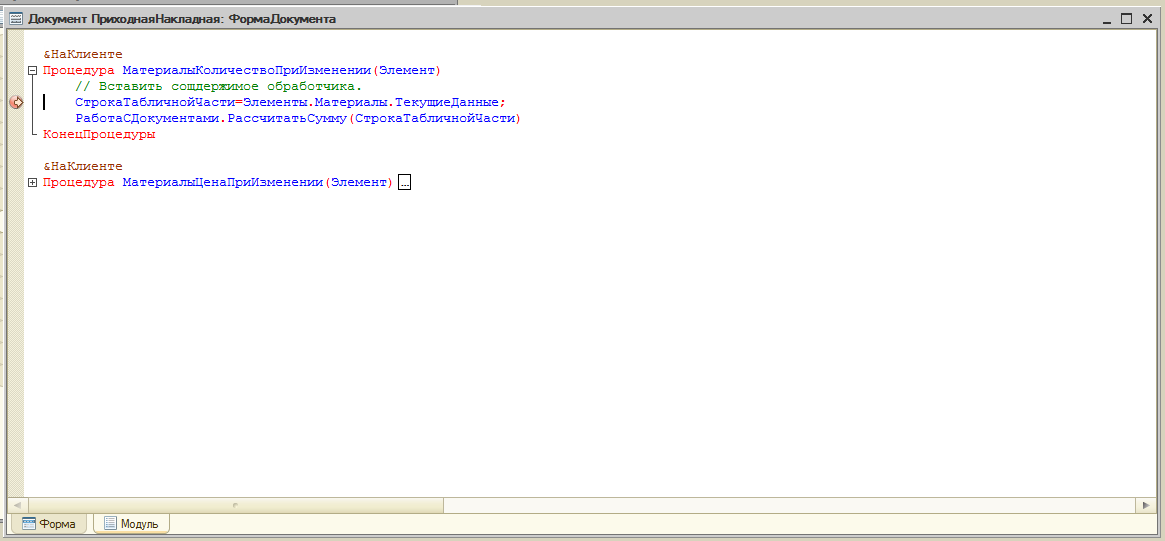 Документ ПриходнаяНакладная: ФормаДокумента
&НаКлиенте
Процедура МатериалыКоличествоПриИзменении(Элемент)
// Вставить сощдержимое обработчика.
СтрокаТабличнойЧасти=Элементы.Материалы.ТекущиеДанные;
РаботаСДокументами.РассчитатьСумму(СтрокаТабличнойЧасти)
КонецПроцедуры
&НаКлиенте
Процедура МатериалыЦенаПриИзменении(Элемент) ...
Форма
Модуль